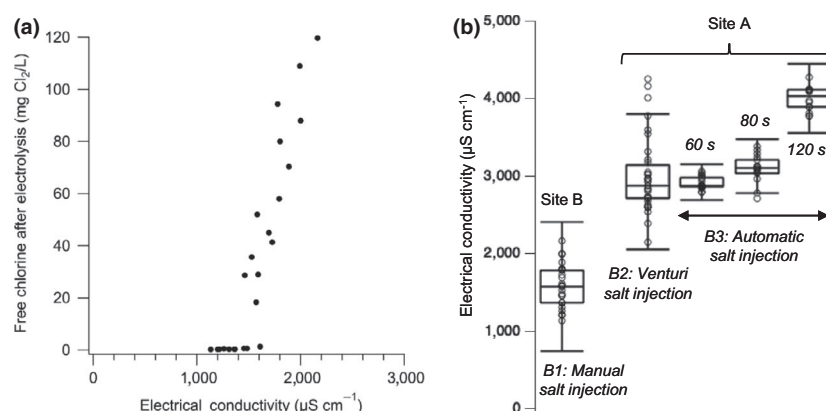 (a)
Free chlorine after electrolysis (mg Cl₂/L)
120
100
80
60
40
20
0
0
1,000
2,000
3,000
Electrical conductivity (µS cm⁻¹)
(b)
Electrical conductivity (µS cm⁻¹)
5,000
4,000
3,000
2,000
1,000
0
Site A
60 s
80 s
120 s
Site B
B2: Venturi
salt injection
B3: Automatic
salt injection
B1: Manual
salt injection